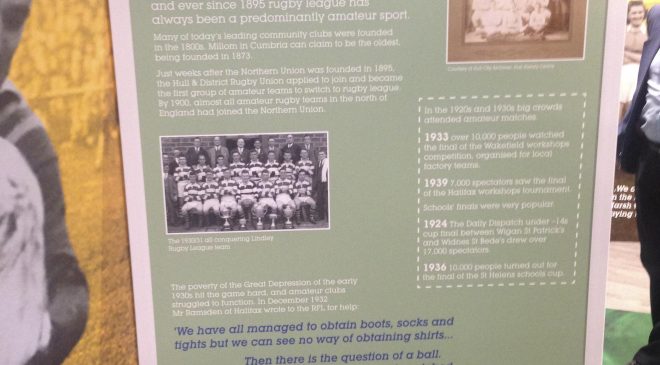 and ever since 1895 rugby league has
always been a predominantly amateur sport.
Many of today's leading community clubs were founded
in the 1800s. Millom in Cumbria can claim to be the oldest,
being founded in 1873.
Just weeks after the Northern Union was founded in 1895,
the Hull & District Rugby Union applied to join and became
the first group of amateur teams to switch to rugby league.
By 1900, almost all amateur rugby teams in the north of
England had joined the Northern Union.
The 1930/31 all conquering Lindley
Rugby League team
The poverty of the Great Depression of the early
1930s hit the game hard, and amateur clubs
struggled to function. In December 1932
Mr Ramsden of Halifax wrote to the RFL for help:
'We have all managed to obtain boots, socks and
tights but we can see no way of obtaining shirts...
Then there is the question of a ball.
Courtesy of Hull City Archives, Hull History Centre
In the 1920s and 1930s big crowds
attended amateur matches.
1933 over 10,000 people watched
the final of the Wakefield workshops
competition, organised for local
factory teams.
1939 7,000 spectators saw the final
of the Halifax workshops tournament.
Schools' finals were very popular.
1924 The Daily Dispatch under -14s
cup final between Wigan St Patrick's
and Widnes St Bede's drew over
17,000 spectators.
1936 10,000 people turned out for
the final of the St Helens schools cup.